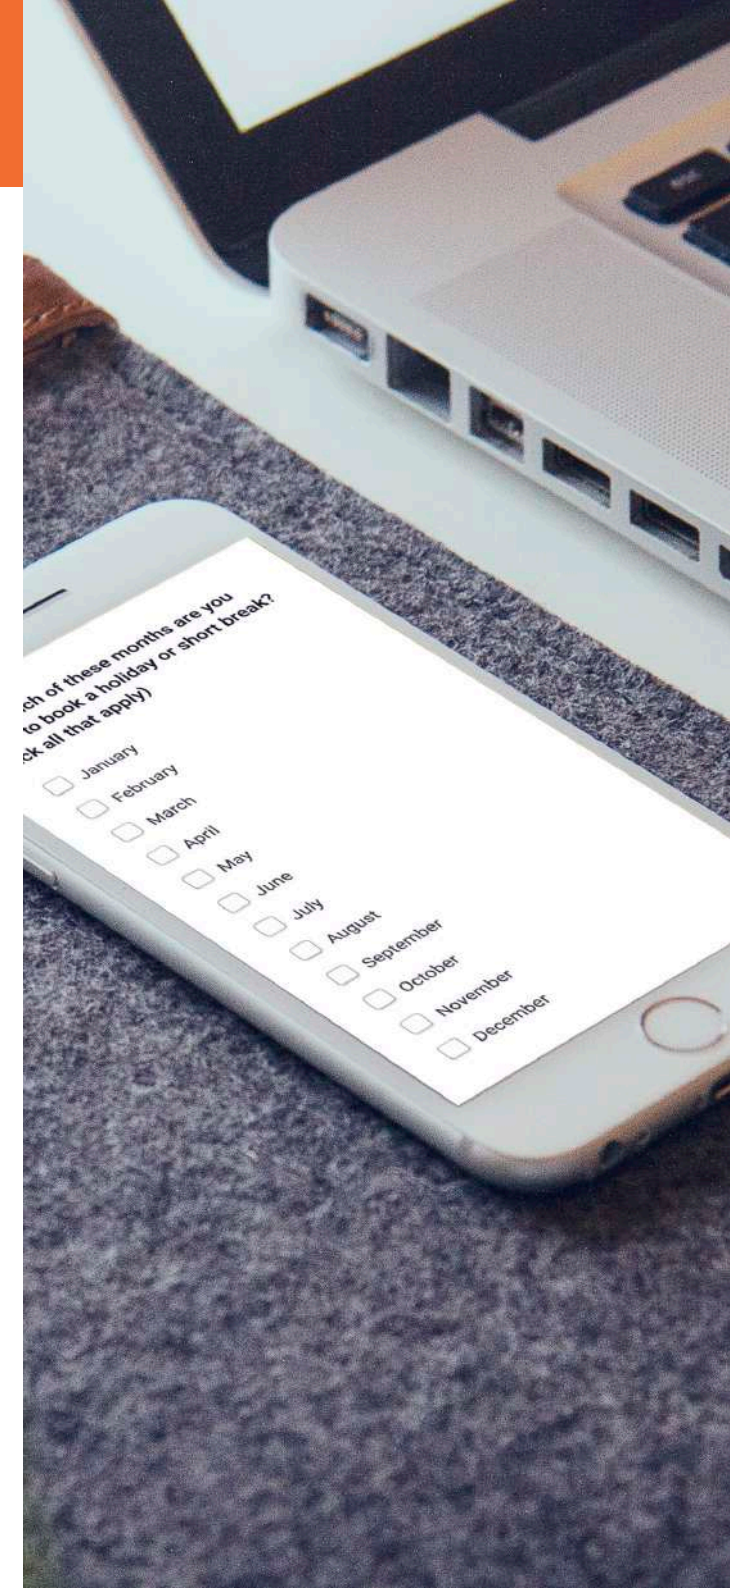 ch of these months are you
to book a holiday or short break?
ck all that apply)
January
February
March
April
May
June
July
August
September
October
November
December
esc